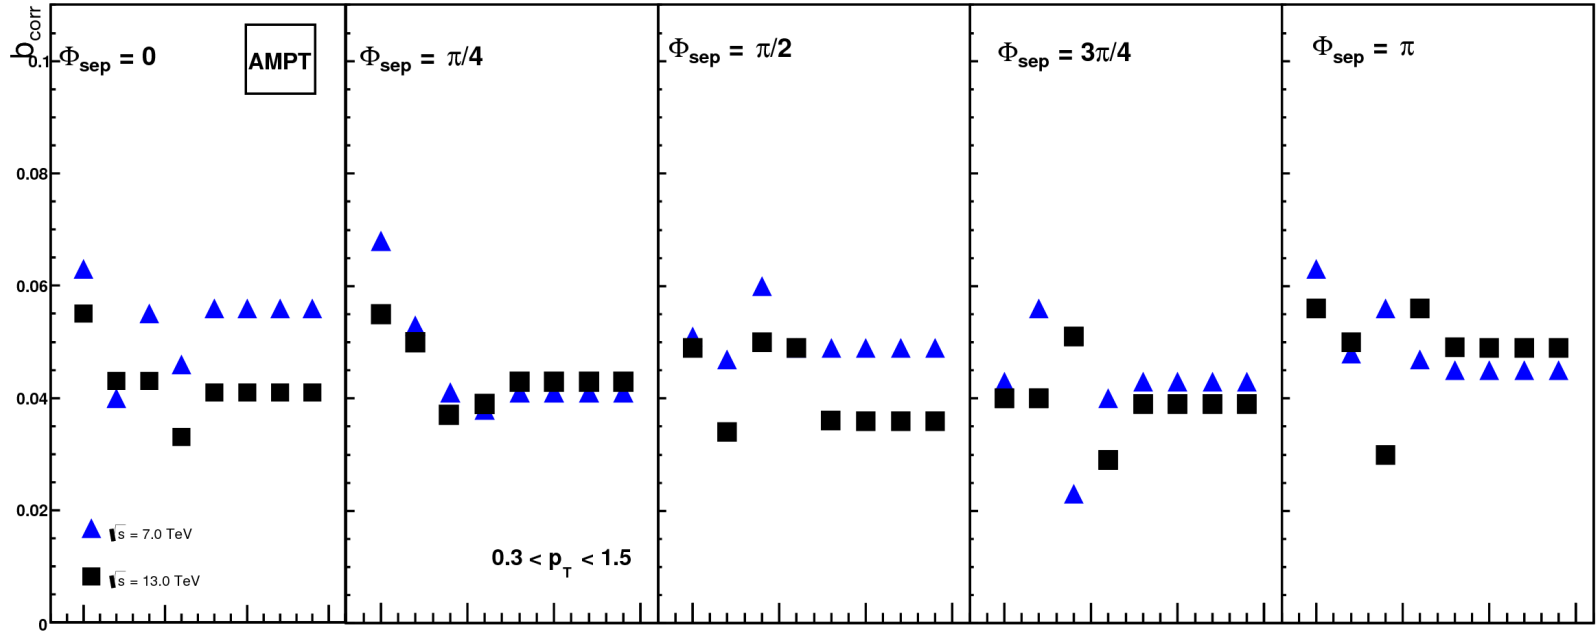 b_corr
Φ_sep = 0
AMPT
Φ_sep = π/4
Φ_sep = π/2
Φ_sep = 3π/4
Φ_sep = π
0.1
0.08
0.06
0.04
0.02
0
√s = 7.0 TeV
√s = 13.0 TeV
0.3 < p_T < 1.5